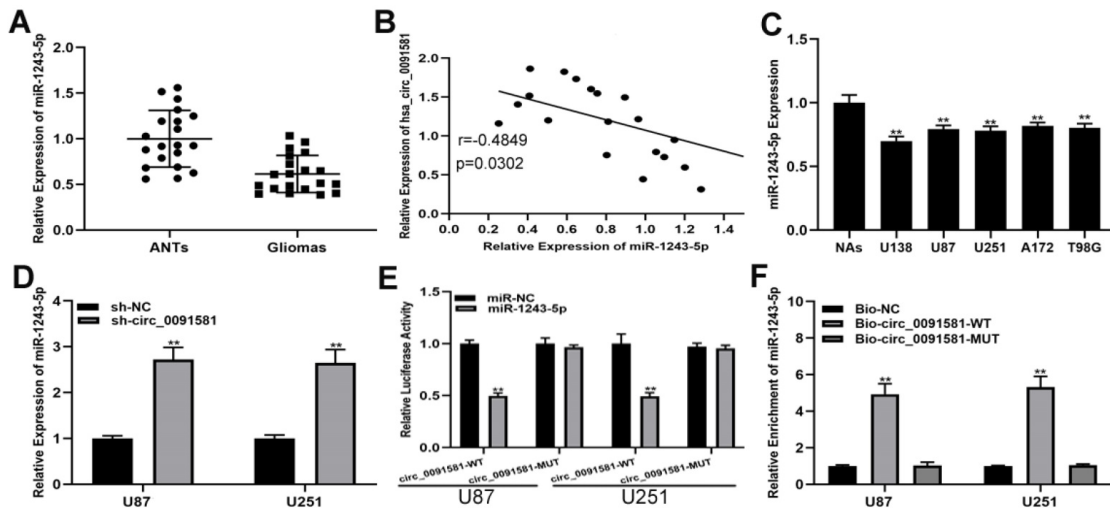 A
Relative Expression of miR-1243-5p
2.0
1.5
1.0
0.5
0.0
ANTs
Gliomas
B
Relative Expression of hsa_circ_0091581
2.0
1.5
1.0
0.5
0.0
r=-0.4849
p=0.0302
0.0 0.2 0.4 0.6 0.8 1.0 1.2 1.4
Relative Expression of miR-1243-5p
C
miR-1243-5p Expression
1.5
1.0
0.5
0.0
** ** ** ** **
NAs U138 U87 U251 A172 T98G
D
Relative Expression of miR-1243-5p
sh-NC
sh-circ_0091581
4
3
2
1
0
** **
U87 U251
E
Relative Luciferase Activity
miR-NC
miR-1243-5p
1.5
1.0
0.5
0.0
** **
circ_0091581-WT circ_0091581-MUT circ_0091581-WT circ_0091581-MUT
U87 U251
F
Relative Enrichment of miR-1243-5p
Bio-NC
Bio-circ_0091581-WT
Bio-circ_0091581-MUT
10
8
6
4
2
0
** **
U87 U251